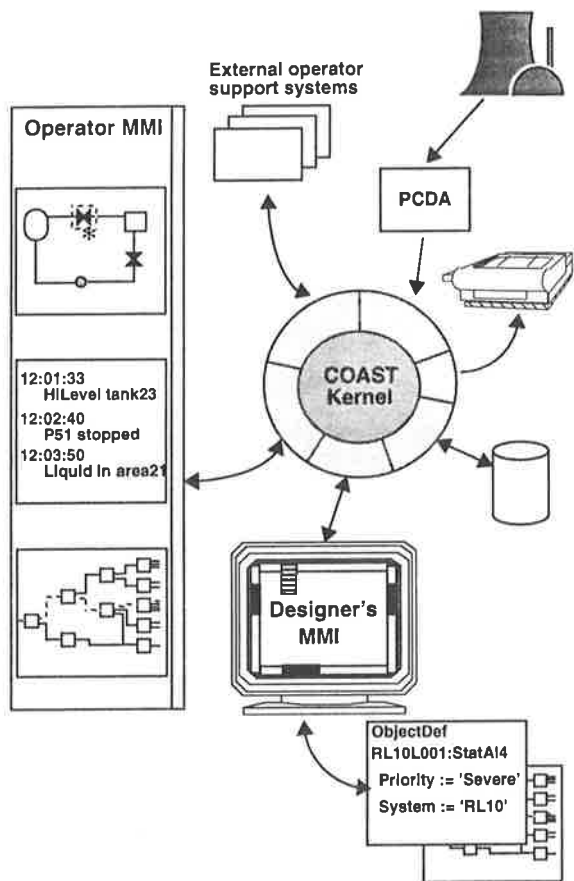 External operator
support systems
Operator MMI
PCDA
COAST
Kernel
12:01:33
HiLevel tank23
12:02:40
P51 stopped
12:03:50
Liquid in area21
Designer's
MMI
ObjectDef
RL10L001:StatAl4
Priority := 'Severe'
System := 'RL10'